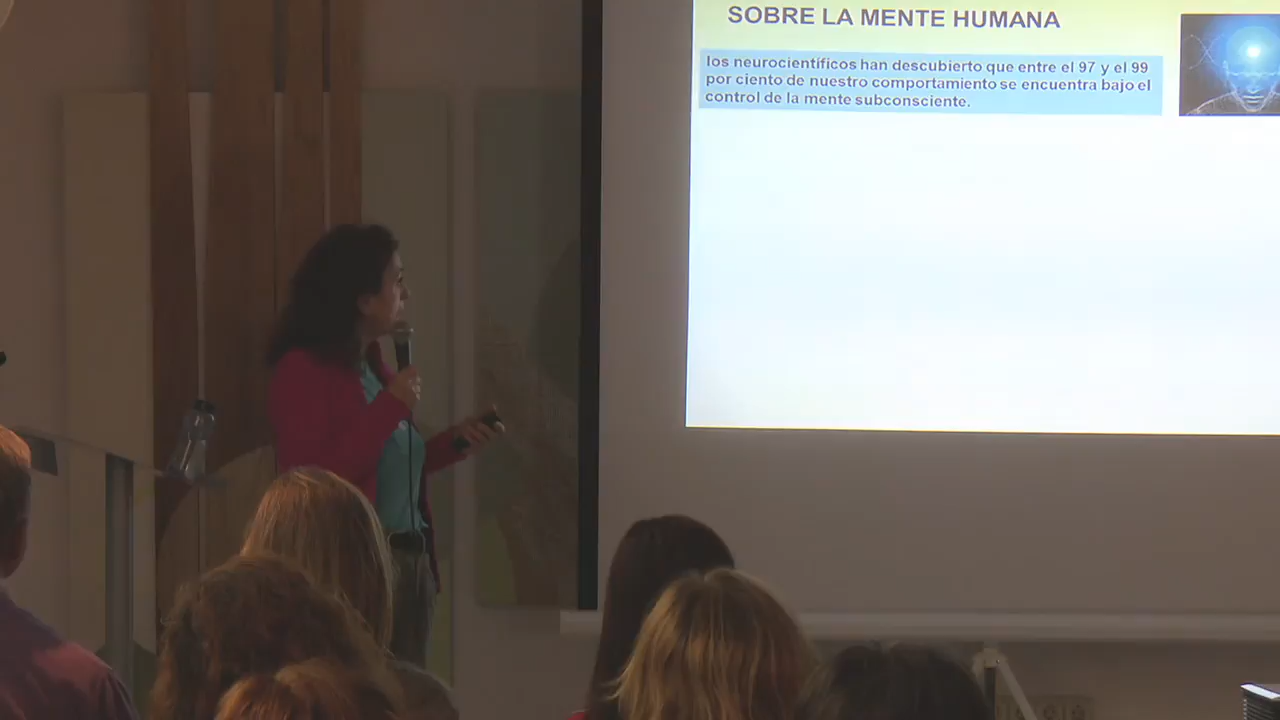 SOBRE LA MENTE HUMANA
los neurocientíficos han descubierto que entre el 97 y el 99
por ciento de nuestro comportamiento se encuentra bajo el
control de la mente subconsciente.